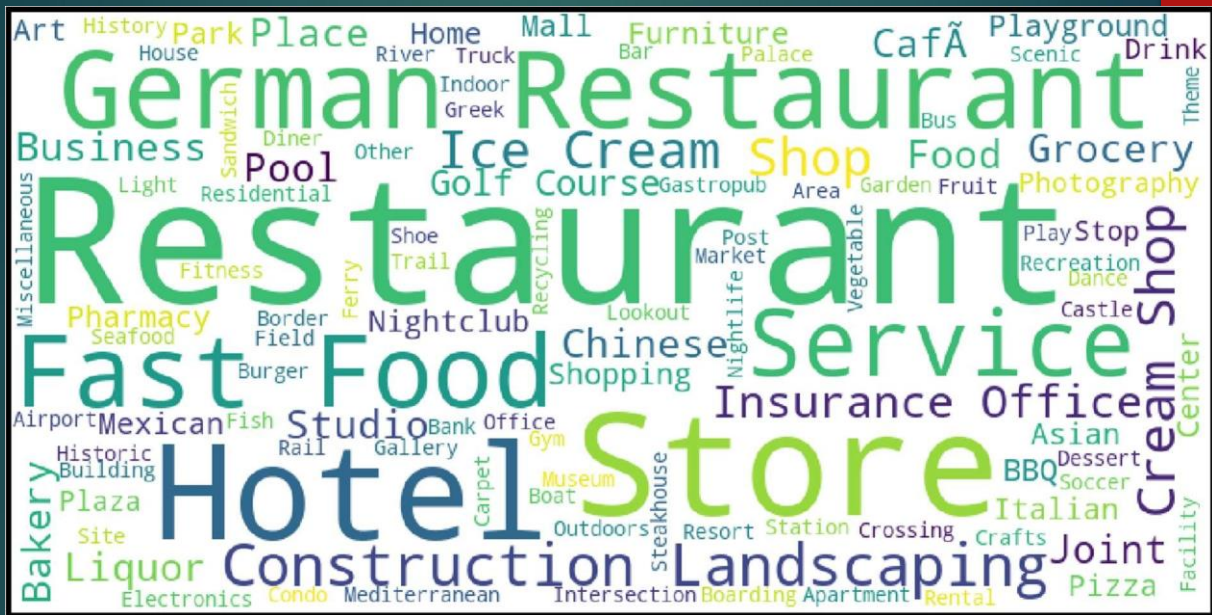 Art History Park Place Home Mall Furniture Café Playground
House River Truck Bar Palace CafÃ Scenic Drink
German Restaurant
Indoor
Greek Bus Theme
Sandwich Diner
Business Pool Other Ice Cream Shop Food Grocery
Light Residential Golf Course Gastropub Area Garden Fruit Photography
Miscellaneous Restaurant
Shoe Recycling Post Vegetable Play Stop
Fitness Trail Market Recreation
Ferry Nightlife Dance
Pharmacy Border Lookout Castle
Seafood Field Nightclub Chinese Service Cream Shop
Fast Food
Burger Shopping Center
Airport Mexican Fish Studio Bank Office Insurance Office
Historic Rail Gallery Gym Store Asian
Building Hotel Carpet Museum Steakhouse BBQ Dessert
Bakery Plaza Boat Soccer
Site Outdoors Resort Station Crossing Italian
Liquor Construction Landscaping Crafts Joint Facility
Electronics Condo Mediterranean Intersection Boarding Apartment Rental Pizza